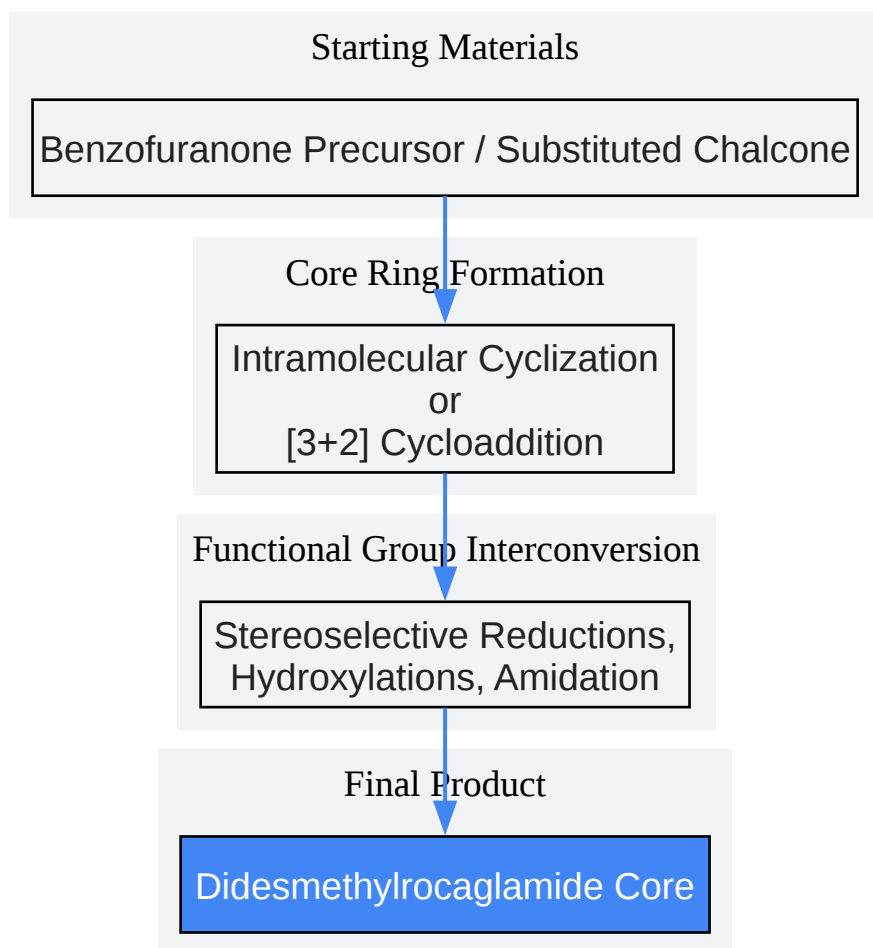 Starting Materials
Benzofuranone Precursor / Substituted Chalcone
Core Ring Formation
Intramolecular Cyclization
or
[3+2] Cycloaddition
Functional Group Interconversion
Stereoselective Reductions,
Hydroxylations, Amidation
Final Product
Didesmethylrocaglamide Core